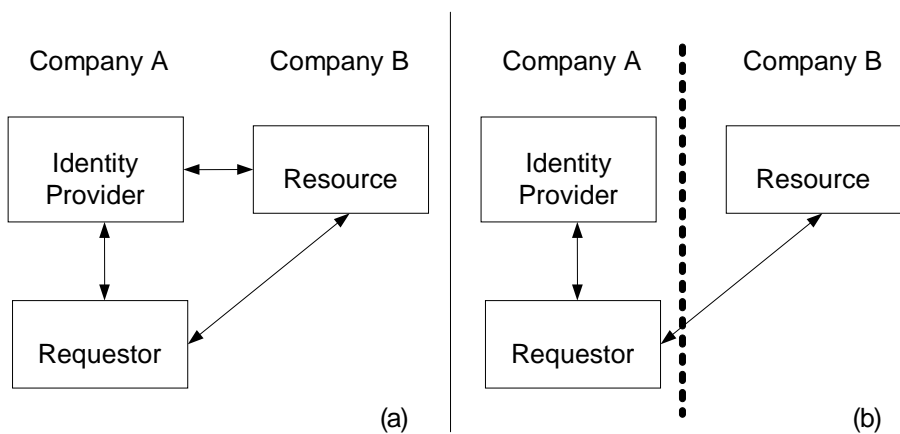 Company A
Company B
Identity
Provider
Resource
Requestor
(a)
Company A
Company B
Identity
Provider
Resource
Requestor
(b)